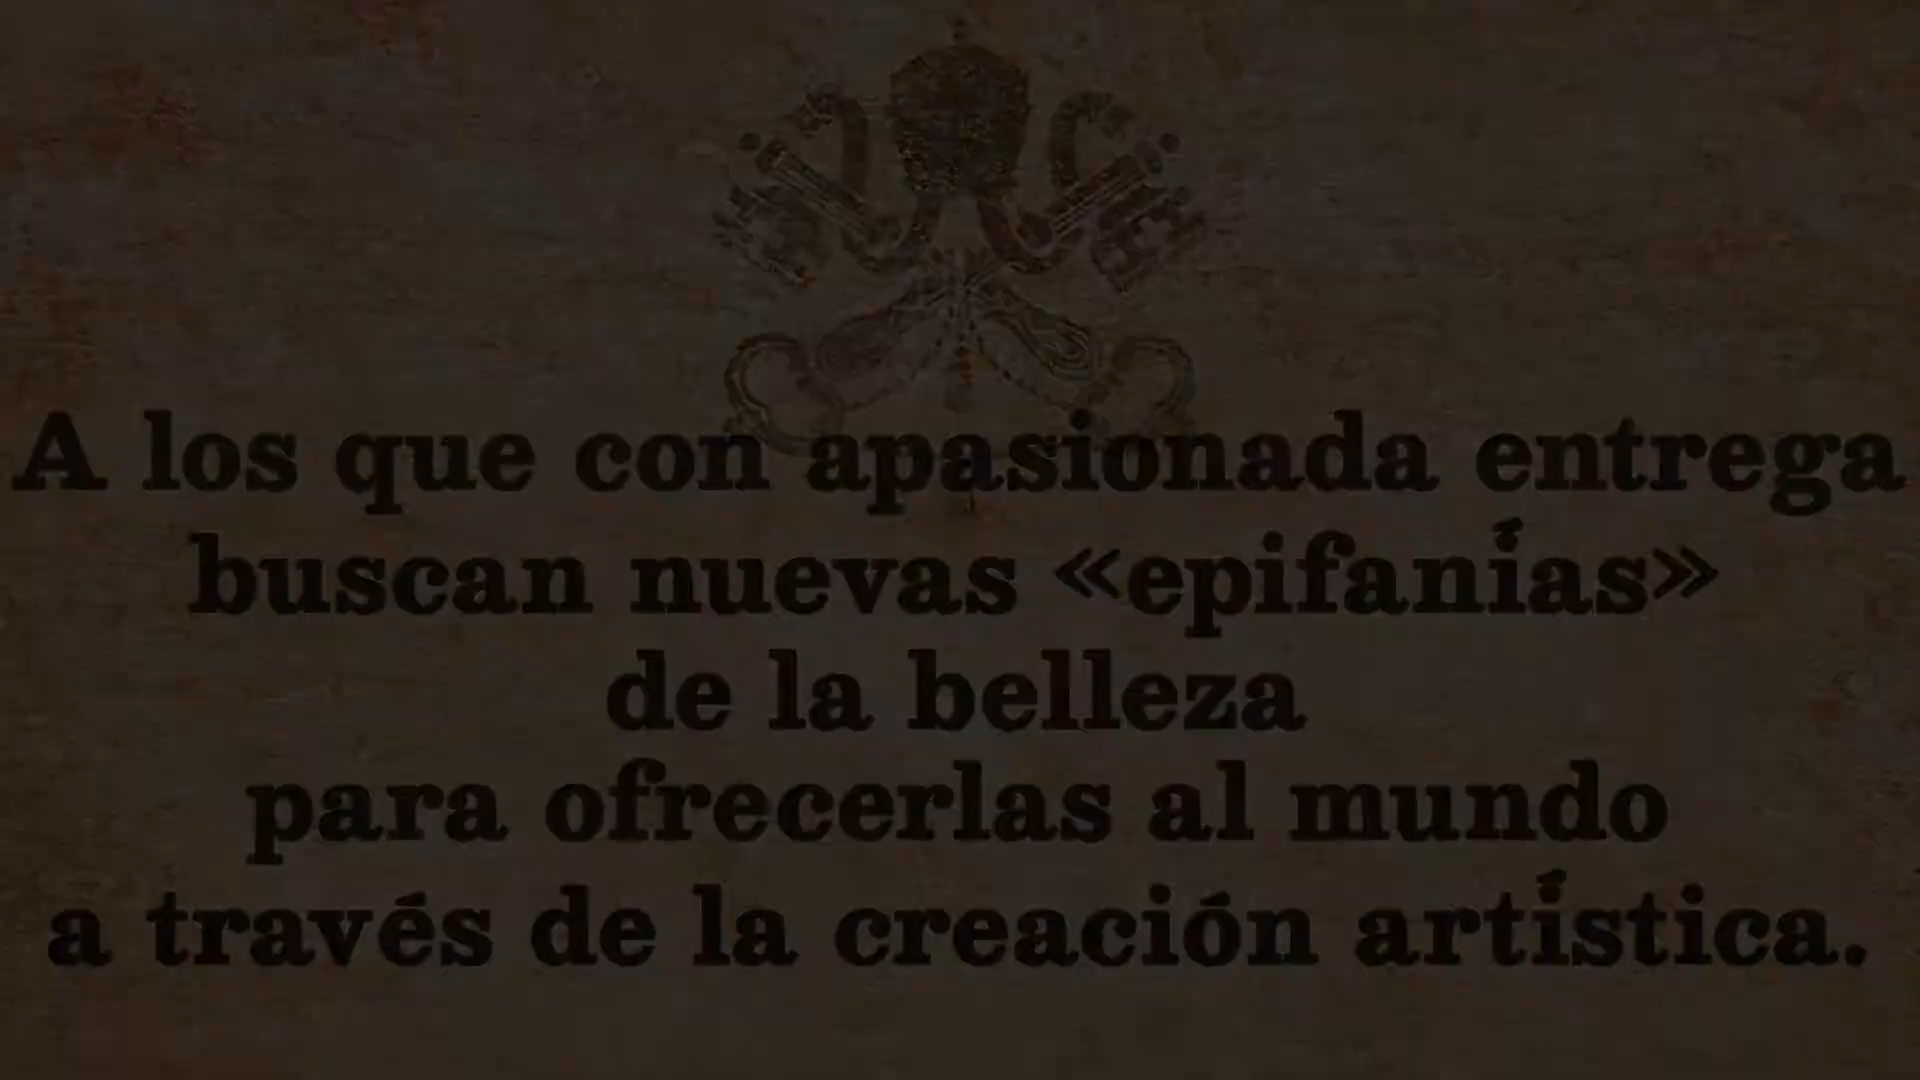 A los que con apasionada entrega
buscan nuevas «epifanías»
de la belleza
para ofrecerlas al mundo
a través de la creación artística.